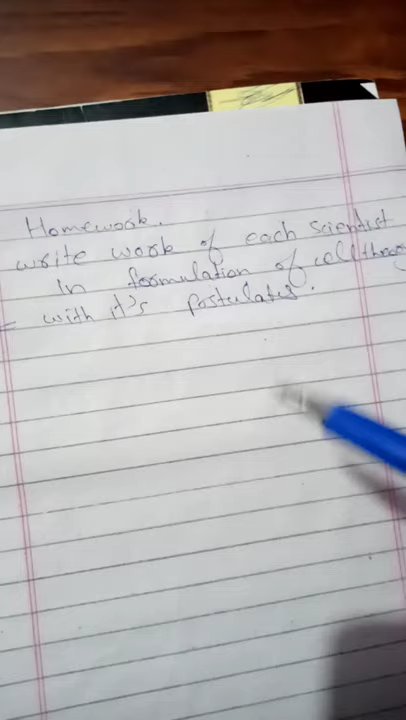 Homework.
write work of each scientist
in formulation of cell theory
with it's postulates.